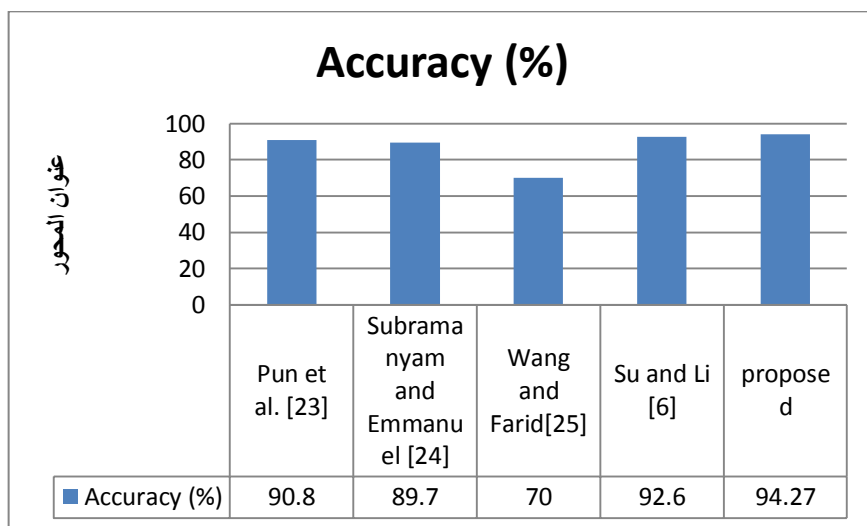 Accuracy (%)
عنوان المحور
100
80
60
40
20
0
Pun et
al. [23]
Subrama
nyam
and
Emmanu
el [24]
Wang
and
Farid[25]
Su and Li
[6]
propose
d
Accuracy (%) 90.8 89.7 70 92.6 94.27